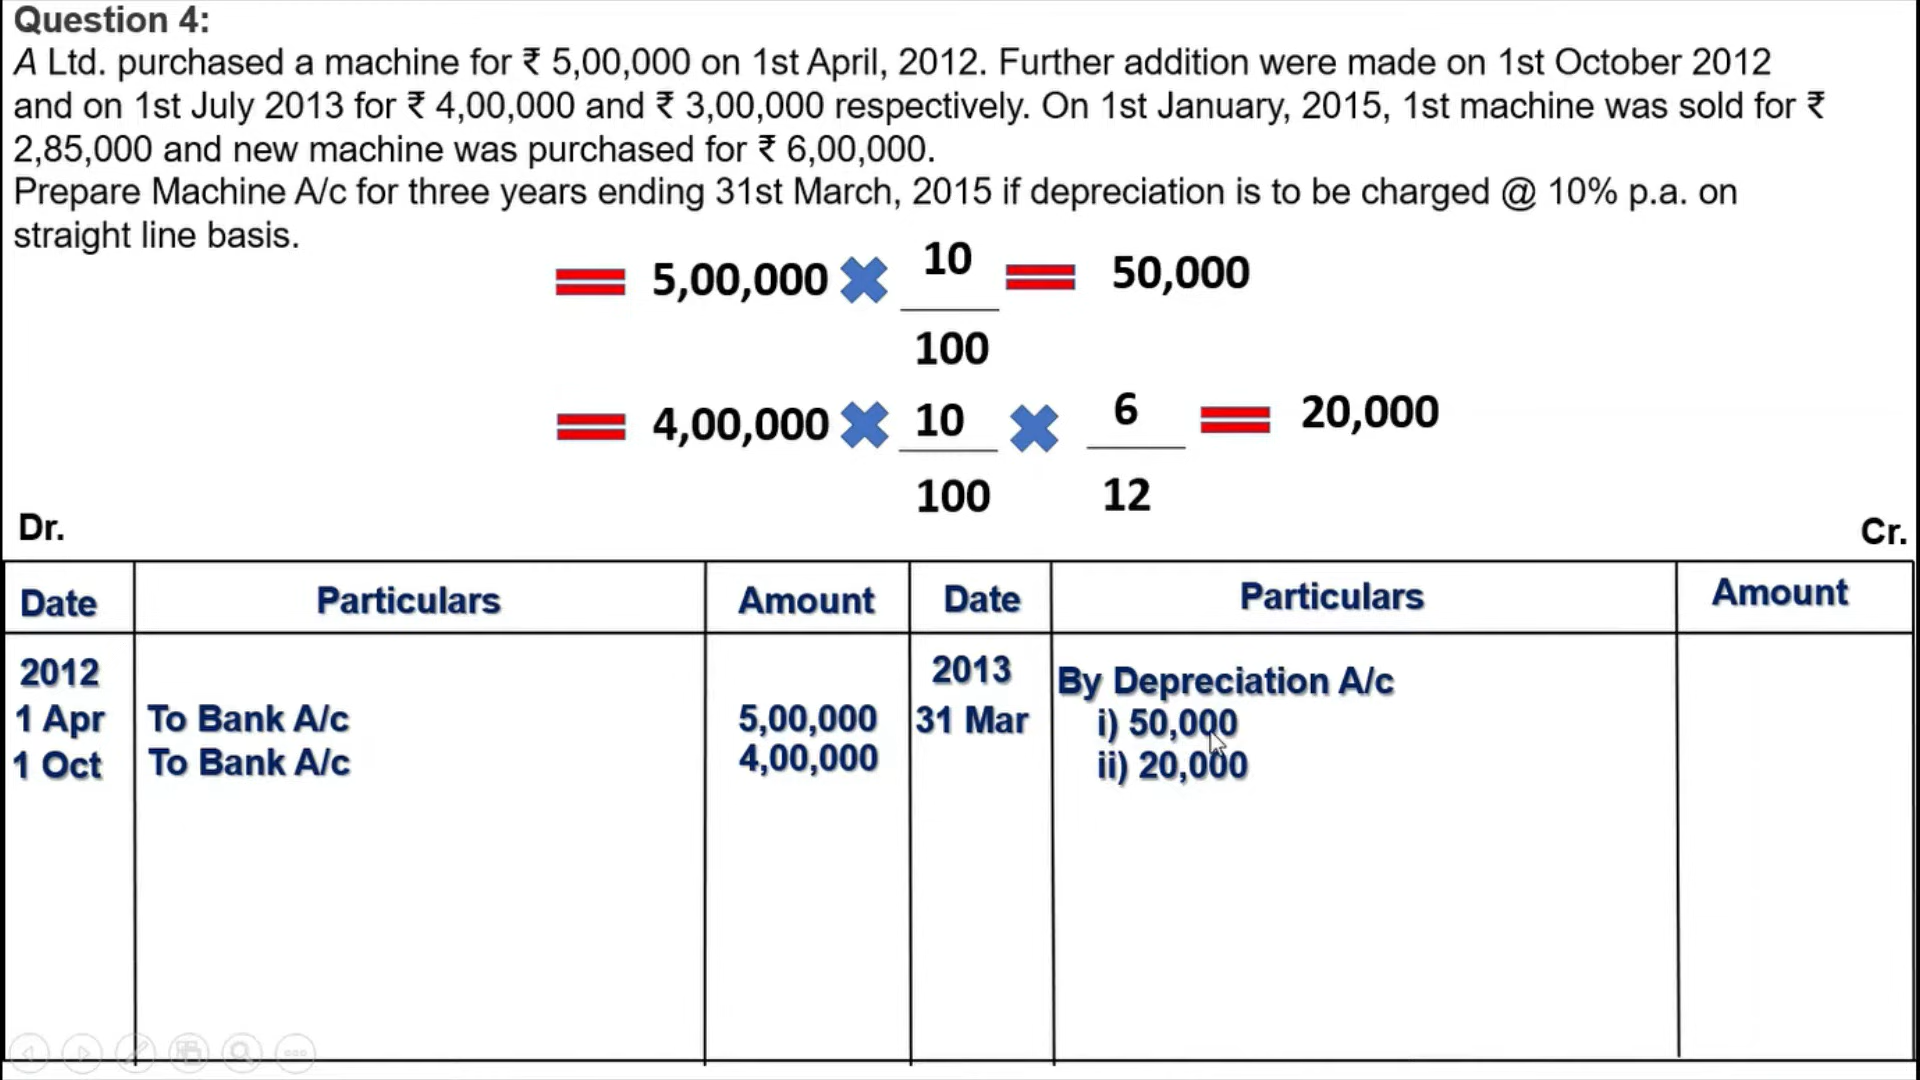 Question 4:
A Ltd. purchased a machine for ₹ 5,00,000 on 1st April, 2012. Further addition were made on 1st October 2012
and on 1st July 2013 for ₹ 4,00,000 and ₹ 3,00,000 respectively. On 1st January, 2015, 1st machine was sold for ₹
2,85,000 and new machine was purchased for ₹ 6,00,000.
Prepare Machine A/c for three years ending 31st March, 2015 if depreciation is to be charged @ 10% p.a. on
straight line basis.
= 5,00,000 × 10 = 50,000
100
= 4,00,000 × 10 × 6 = 20,000
100 12
Dr. Cr.
Date Particulars Amount Date Particulars Amount
2012 2013 By Depreciation A/c
1 Apr To Bank A/c 5,00,000 31 Mar i) 50,000
1 Oct To Bank A/c 4,00,000 ii) 20,000